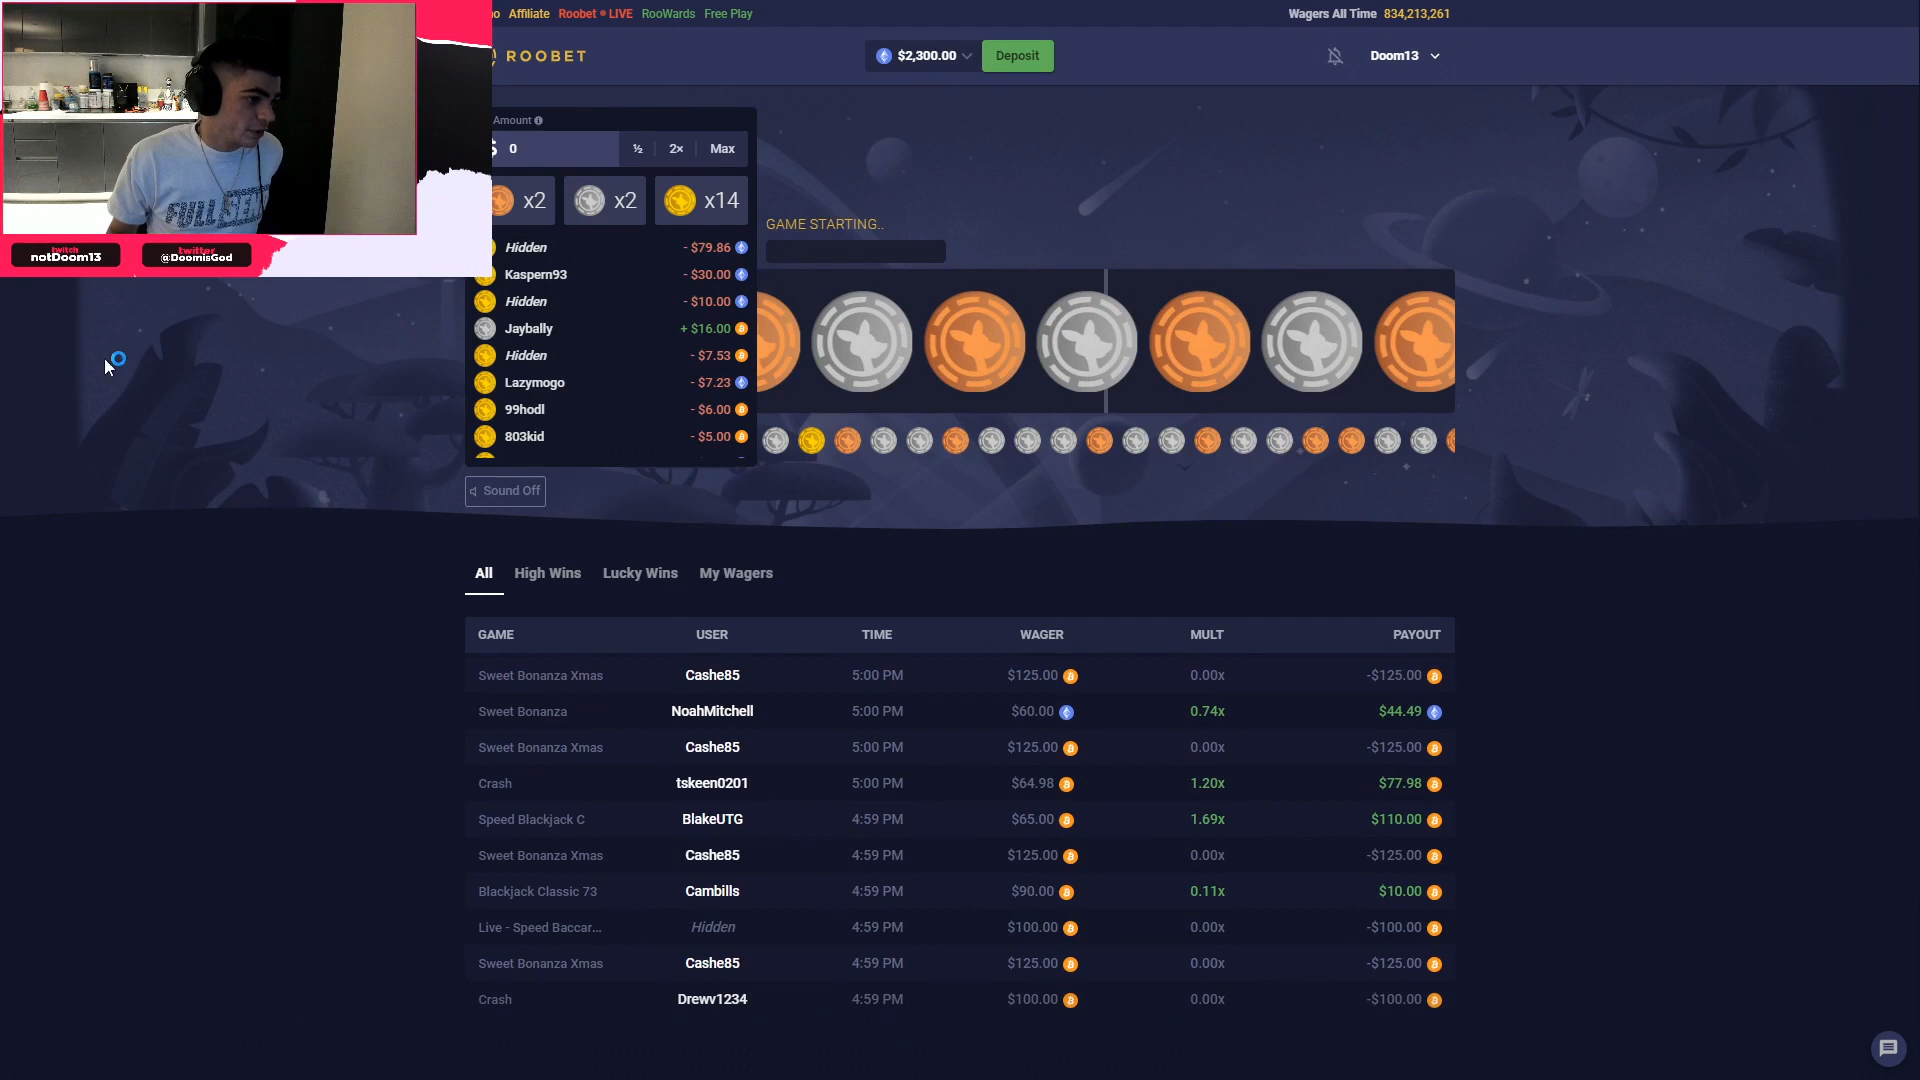 Affiliate Roobet • LIVE RooWards Free Play
Wagers All Time 834,213,261
ROOBET
$2,300.00
Deposit
Doom13
twitch
notDoom13
twitter
@DoomisGod
Amount
$ 0 ½ 2× Max
x2 x2 x14
Hidden - $79.86
Kaspern93 - $30.00
Hidden - $10.00
Jaybally + $16.00
Hidden - $7.53
Lazymogo - $7.23
99hodl - $6.00
803kid - $5.00
GAME STARTING..
Sound Off
All High Wins Lucky Wins My Wagers
GAME USER TIME WAGER MULT PAYOUT
Sweet Bonanza Xmas Cashe85 5:00 PM $125.00 0.00x -$125.00
Sweet Bonanza NoahMitchell 5:00 PM $60.00 0.74x $44.49
Sweet Bonanza Xmas Cashe85 5:00 PM $125.00 0.00x -$125.00
Crash tskeen0201 5:00 PM $64.98 1.20x $77.98
Speed Blackjack C BlakeUTG 4:59 PM $65.00 1.69x $110.00
Sweet Bonanza Xmas Cashe85 4:59 PM $125.00 0.00x -$125.00
Blackjack Classic 73 Cambills 4:59 PM $90.00 0.11x $10.00
Live - Speed Baccar... Hidden 4:59 PM $100.00 0.00x -$100.00
Sweet Bonanza Xmas Cashe85 4:59 PM $125.00 0.00x -$125.00
Crash Drewv1234 4:59 PM $100.00 0.00x -$100.00